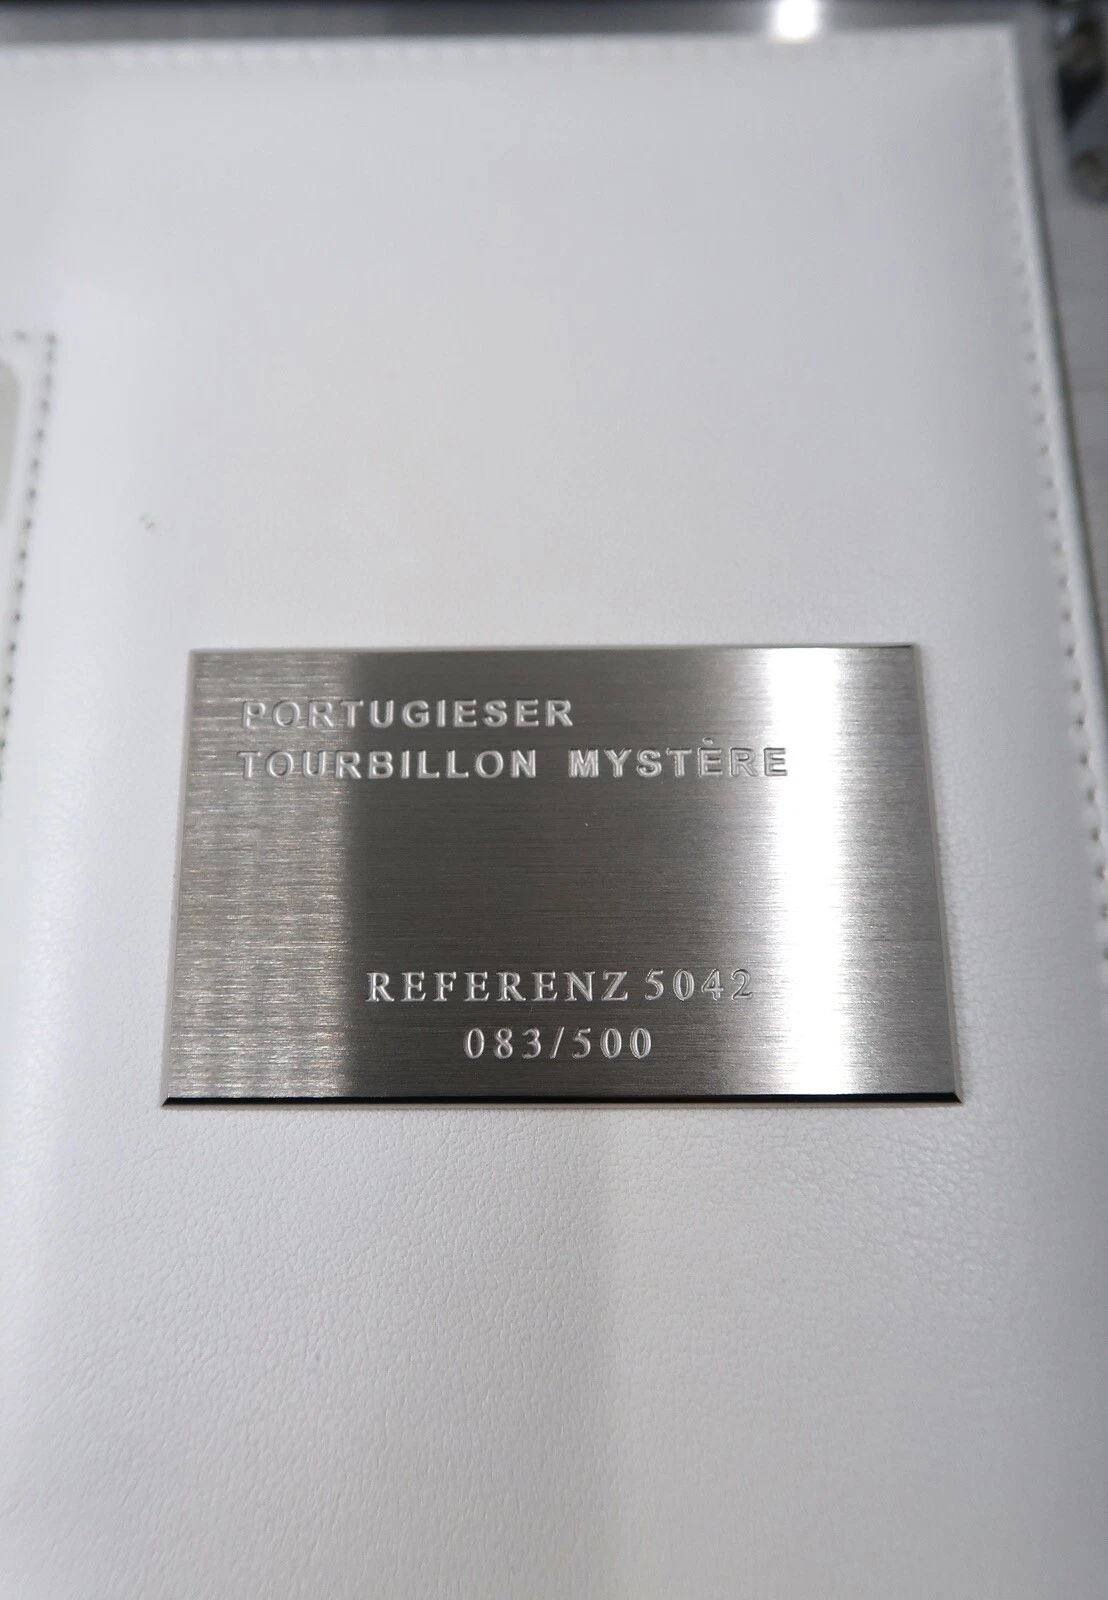 PORTUGIESER
TOURBILLON MYSTÈRE
REFERENZ 5042
083/500